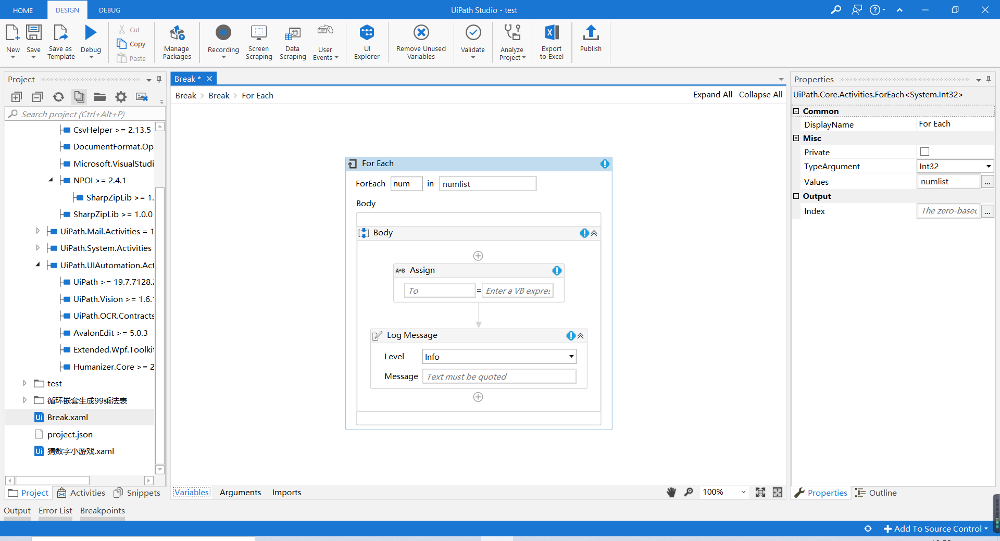 HOME
DESIGN
DEBUG
UiPath Studio - test
New
Save
Save as
Template
Debug
Cut
Copy
Paste
Manage
Packages
Recording
Screen
Scraping
Data
Scraping
User
Events
UI
Explorer
Remove Unused
Variables
Validate
Analyze
Project
Export
to Excel
Publish
Project
Search project (Ctrl+Alt+P)
CsvHelper >= 2.13.5
DocumentFormat.Op
Microsoft.VisualStudi
NPOI >= 2.4.1
SharpZipLib >= 1.
SharpZipLib >= 1.0.0
UiPath.Mail.Activities = 1
UiPath.System.Activities
UiPath.UIAutomation.Act
UiPath >= 19.7.7128.2
UiPath.Vision >= 1.6.1
UiPath.OCR.Contracts
AvalonEdit >= 5.0.3
Extended.Wpf.Toolkit
Humanizer.Core >= 2
test
循环嵌套生成99乘法表
Break.xaml
project.json
猜数字小游戏.xaml
Project
Activities
Snippets
Break *
Break > Break > For Each
Expand All
Collapse All
For Each
ForEach num in numlist
Body
Body
A+B Assign
To = Enter a VB expres
Log Message
Level Info
Message Text must be quoted
Variables
Arguments
Imports
100%
Properties
UiPath.Core.Activities.ForEach<System.Int32>
Common
DisplayName For Each
Misc
Private
TypeArgument Int32
Values numlist ...
Output
Index The zero-based ...
Properties
Outline
Output
Error List
Breakpoints
Add To Source Control